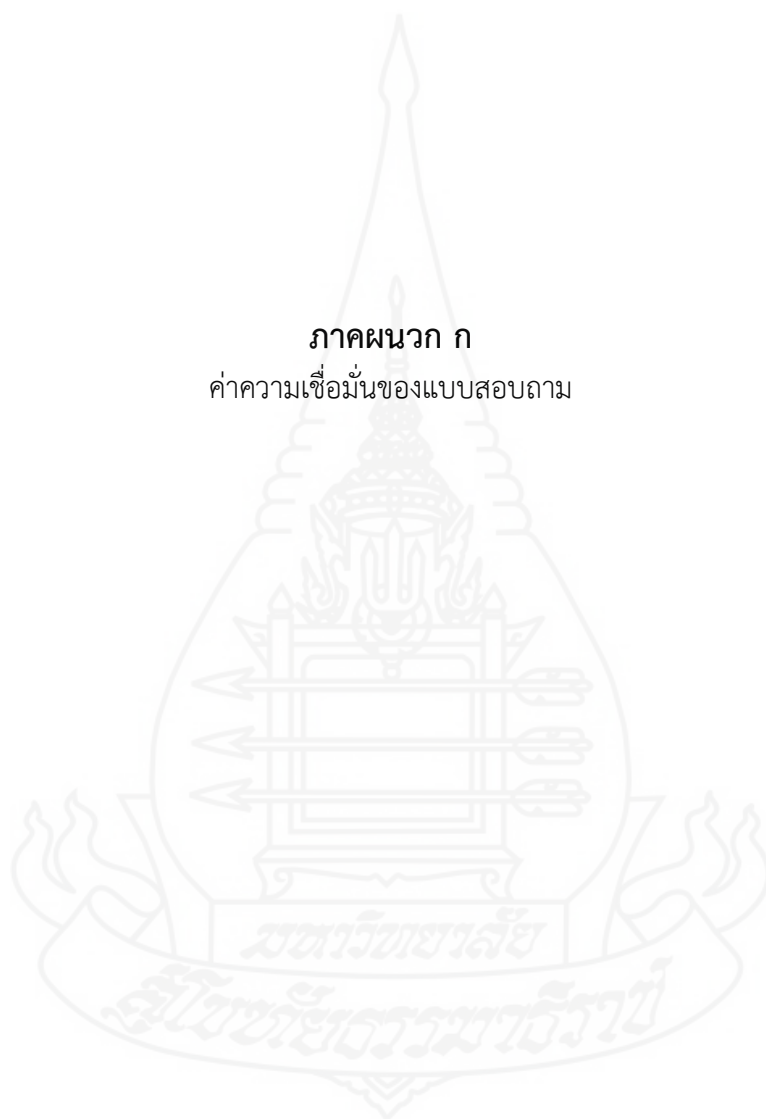 ภาคผนวก ก
ค่าความเชื่อมั่นของแบบสอบถาม
มหาวิทยาลัย
สุโขทัยธรรมาธิราช